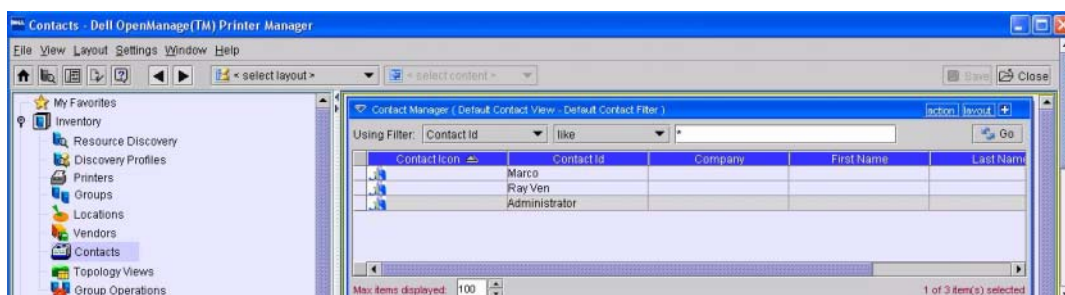 DELL Contacts - Dell OpenManage(TM) Printer Manager
File View Layout Settings Window Help
< select layout > < select content > Save Close
My Favorites
Inventory
Resource Discovery
Discovery Profiles
Printers
Groups
Locations
Vendors
Contacts
Topology Views
Group Operations
Contact Manager ( Default Contact View - Default Contact Filter ) action layout
Using Filter: Contact Id like * Go
Contact Icon Contact Id Company First Name Last Name
Marco
Ray Ven
Administrator
Max items displayed: 100 1 of 3 item(s) selected